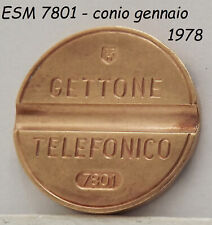 ESM 7801 - conio gennaio
1978
GETTONE
TELEFONICO
7801